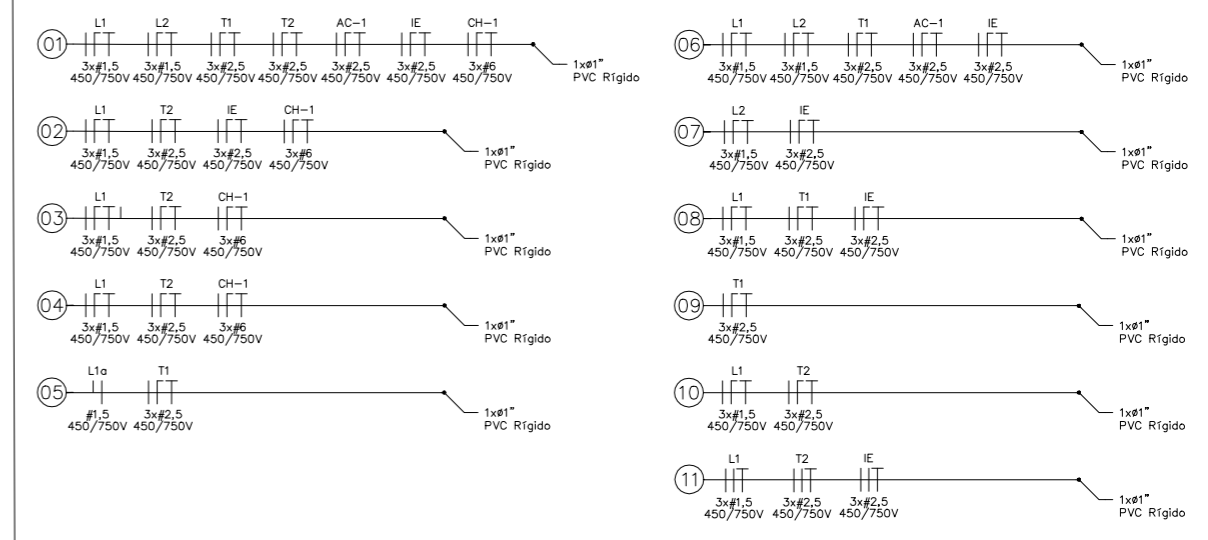 L1 L2 T1 T2 AC-1 IE CH-1
01
3x#1,5 3x#1,5 3x#2,5 3x#2,5 3x#2,5 3x#2,5 3x#6
450/750V 450/750V 450/750V 450/750V 450/750V 450/750V 450/750V
1xø1"
PVC Rígido
L1 T2 IE CH-1
02
3x#1,5 3x#2,5 3x#2,5 3x#6
450/750V 450/750V 450/750V 450/750V
1xø1"
PVC Rígido
L1 T2 CH-1
03
3x#1,5 3x#2,5 3x#6
450/750V 450/750V 450/750V
1xø1"
PVC Rígido
L1 T2 CH-1
04
3x#1,5 3x#2,5 3x#6
450/750V 450/750V 450/750V
1xø1"
PVC Rígido
L1a T1
05
#1,5 3x#2,5
450/750V 450/750V
1xø1"
PVC Rígido
L1 L2 T1 AC-1 IE
06
3x#1,5 3x#1,5 3x#2,5 3x#2,5 3x#2,5
450/750V 450/750V 450/750V 450/750V 450/750V
1xø1"
PVC Rígido
L2 IE
07
3x#1,5 3x#2,5
450/750V 450/750V
1xø1"
PVC Rígido
L1 T1 IE
08
3x#1,5 3x#2,5 3x#2,5
450/750V 450/750V 450/750V
1xø1"
PVC Rígido
T1
09
3x#2,5
450/750V
1xø1"
PVC Rígido
L1 T2
10
3x#1,5 3x#2,5
450/750V 450/750V
1xø1"
PVC Rígido
L1 T2 IE
11
3x#1,5 3x#2,5 3x#2,5
450/750V 450/750V 450/750V
1xø1"
PVC Rígido